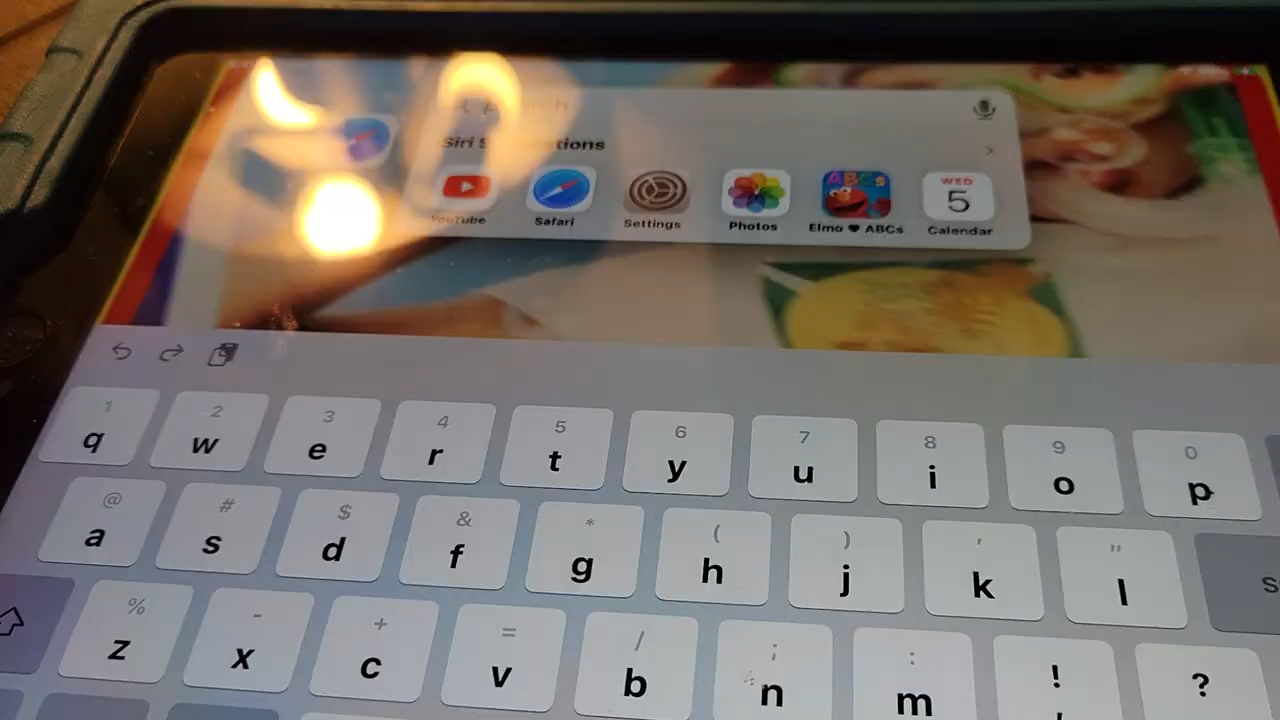 Siri
WED
5
ABCs
YouTube Safari Settings Photos Elmo ♥ ABCs Calendar
1 2 3 4 5 6 7 8 9 0
q w e r t y u i o p
@ # $ & * ( ) ' "
a s d f g h j k l
% - + = / ; : ! ?
z x c v b n m